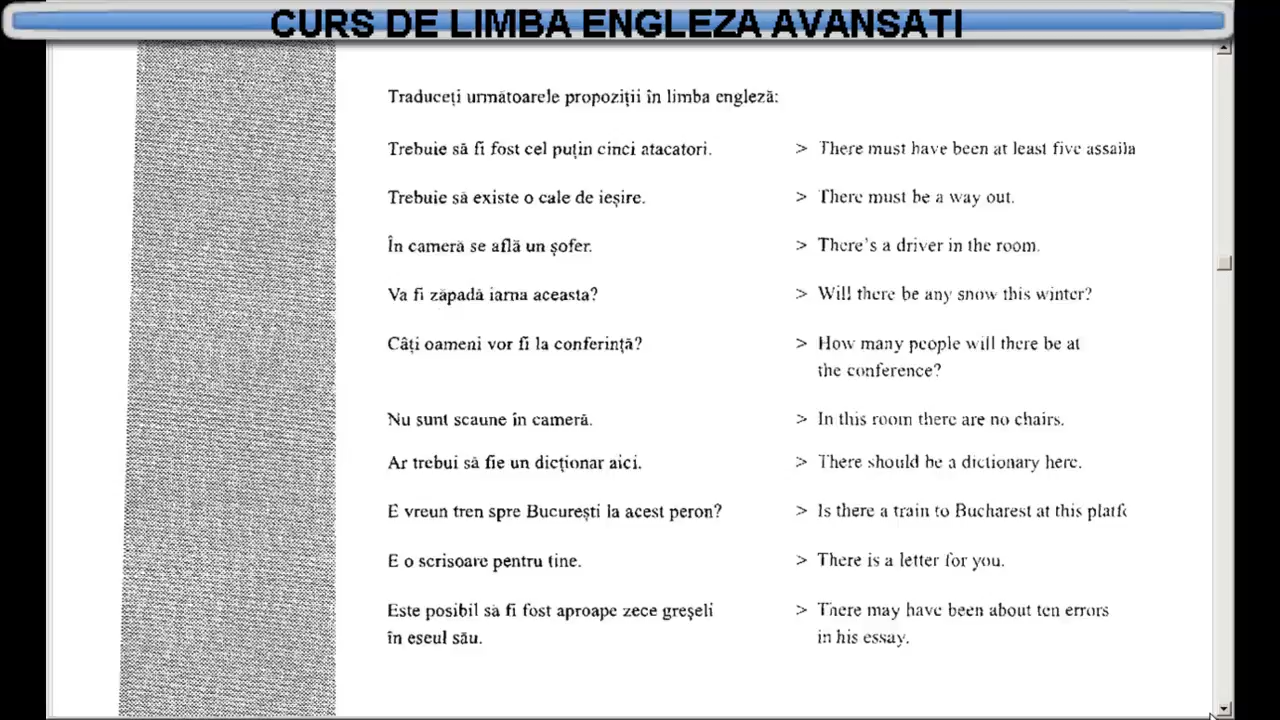 CURS DE LIMBA ENGLEZA AVANSATI
Traduceți următoarele propoziții în limba engleză:
Trebuie să fi fost cel puțin cinci atacatori. > There must have been at least five assaila
Trebuie să existe o cale de ieșire. > There must be a way out.
În cameră se află un șofer. > There's a driver in the room.
Va fi zăpadă iarna aceasta? > Will there be any snow this winter?
Câți oameni vor fi la conferință? > How many people will there be at
the conference?
Nu sunt scaune în cameră. > In this room there are no chairs.
Ar trebui să fie un dicționar aici. > There should be a dictionary here.
E vreun tren spre București la acest peron? > Is there a train to Bucharest at this platfo
E o scrisoare pentru tine. > There is a letter for you.
Este posibil să fi fost aproape zece greșeli > There may have been about ten errors
în eseul său. in his essay.